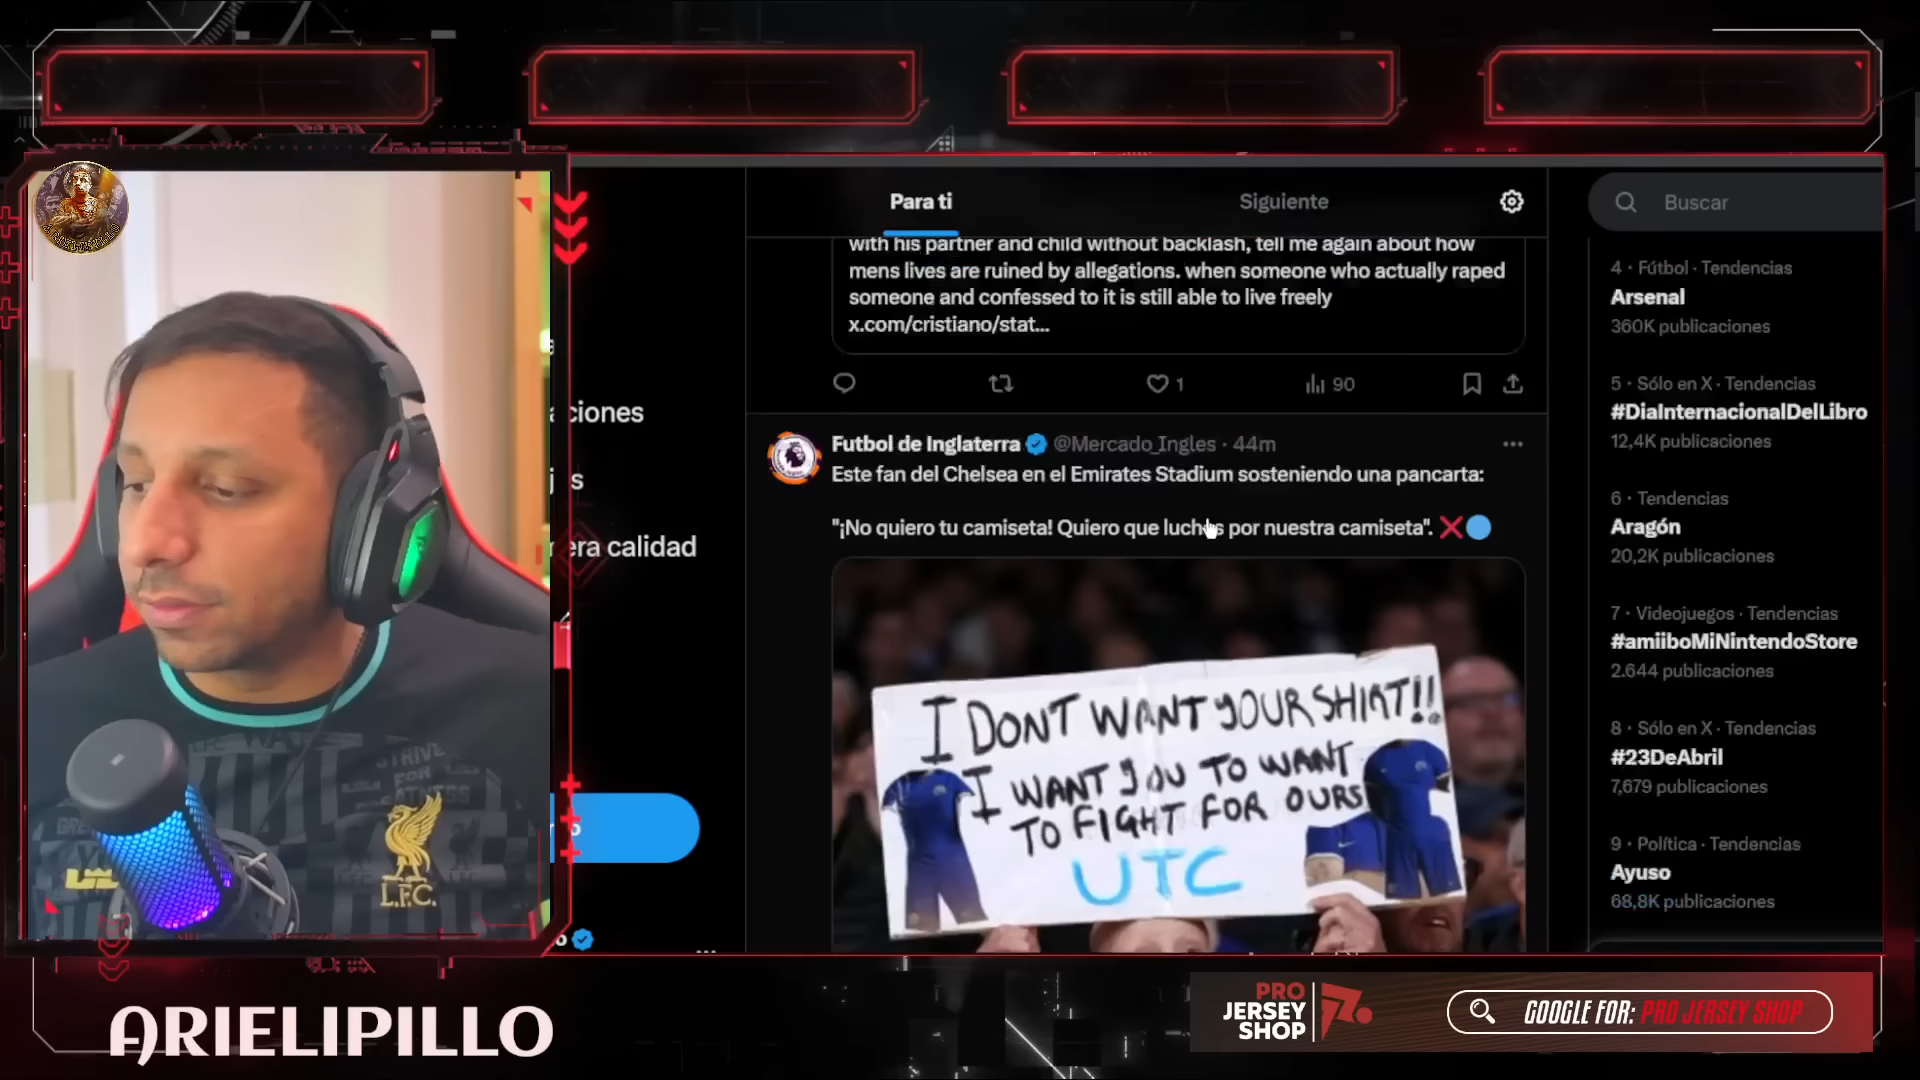 Para ti
Siguiente
Buscar
with his partner and child without backlash, tell me again about how
mens lives are ruined by allegations. when someone who actually raped
someone and confessed to it is still able to live freely
x.com/cristiano/stat...
1
90
Futbol de Inglaterra @Mercado_Ingles · 44m
Este fan del Chelsea en el Emirates Stadium sosteniendo una pancarta:
"¡No quiero tu camiseta! Quiero que luches por nuestra camiseta".
I DONT WANT YOUR SHIRT!!
I WANT YOU TO WANT
TO FIGHT FOR OURS
UTC
4 · Fútbol · Tendencias
Arsenal
360K publicaciones
5 · Sólo en X · Tendencias
#DiaInternacionalDelLibro
12,4K publicaciones
6 · Tendencias
Aragón
20,2K publicaciones
7 · Videojuegos · Tendencias
#amiiboMiNintendoStore
2.644 publicaciones
8 · Sólo en X · Tendencias
#23DeAbril
7,679 publicaciones
9 · Política · Tendencias
Ayuso
68,8K publicaciones
ciones
era calidad
L.F.C.
ARIELIPILLO
PRO
JERSEY
SHOP
GOOGLE FOR: PRO JERSEY SHOP